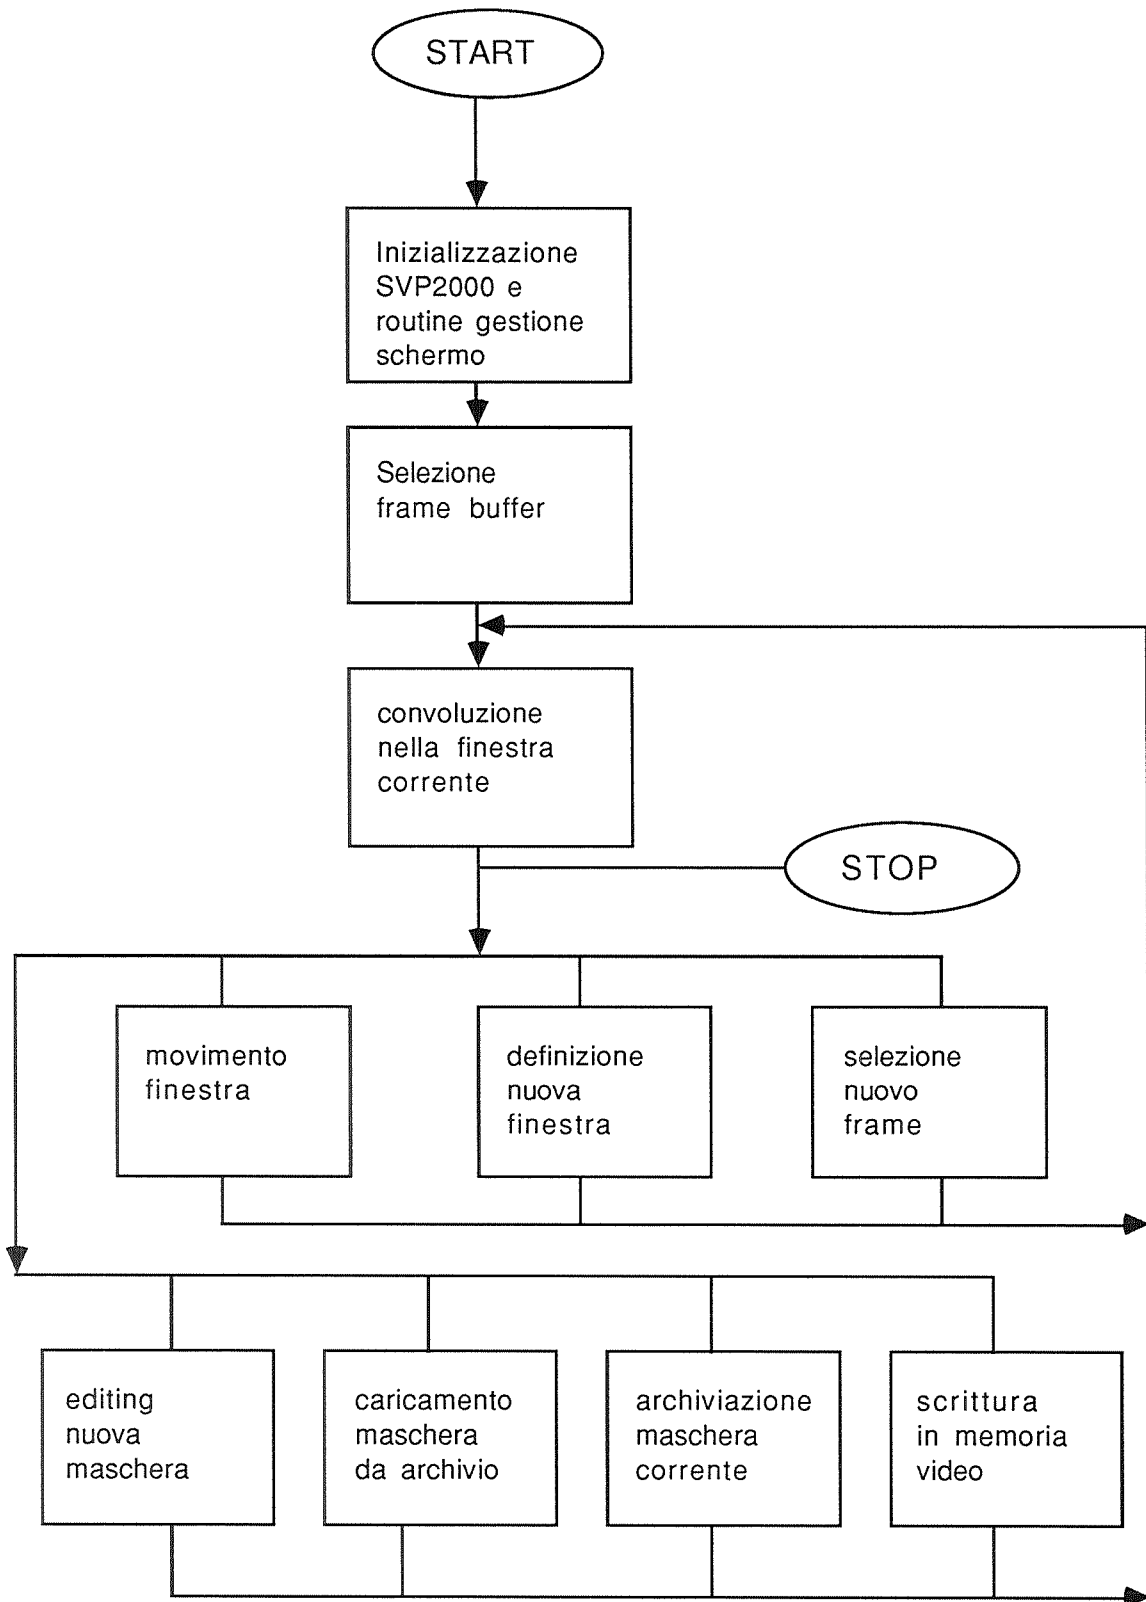 START
Inizializzazione
SVP2000 e
routine gestione
schermo
Selezione
frame buffer
convoluzione
nella finestra
corrente
STOP
movimento
finestra
definizione
nuova
finestra
selezione
nuovo
frame
editing
nuova
maschera
caricamento
maschera
da archivio
archiviazione
maschera
corrente
scrittura
in memoria
video